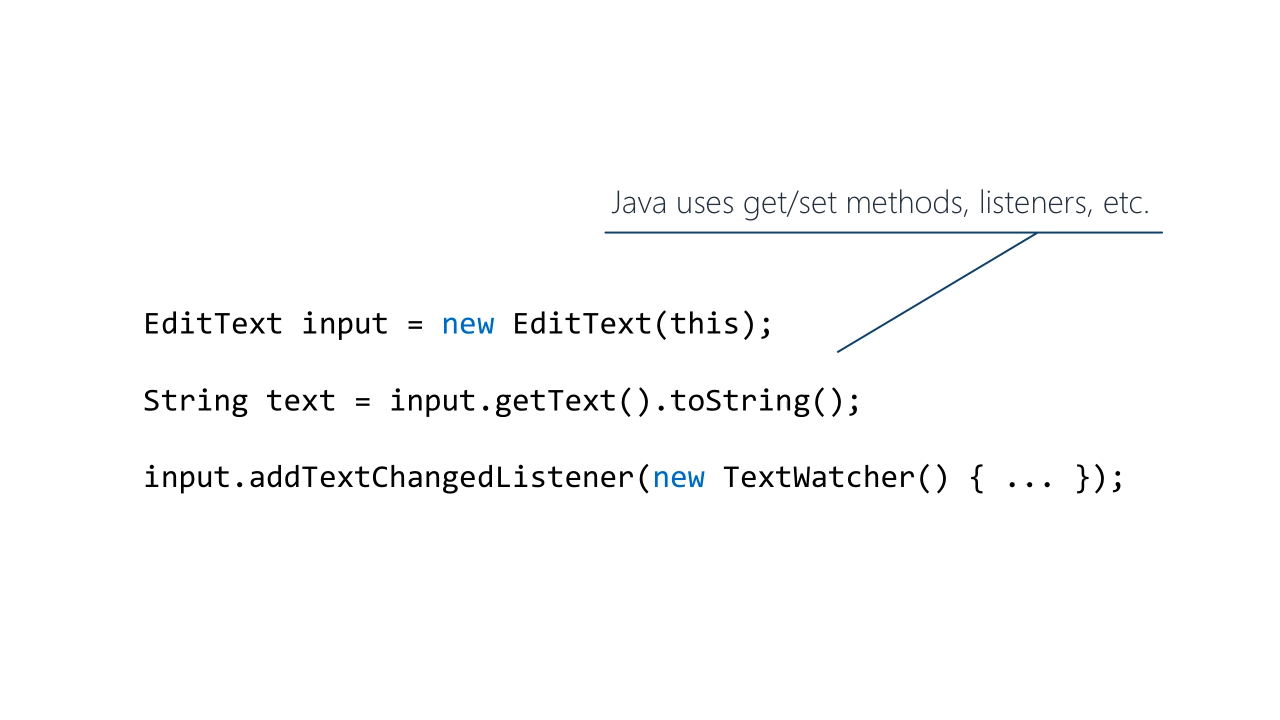 Java uses get/set methods, listeners, etc.
EditText input = new EditText(this);
String text = input.getText().toString();
input.addTextChangedListener(new TextWatcher() { ... });